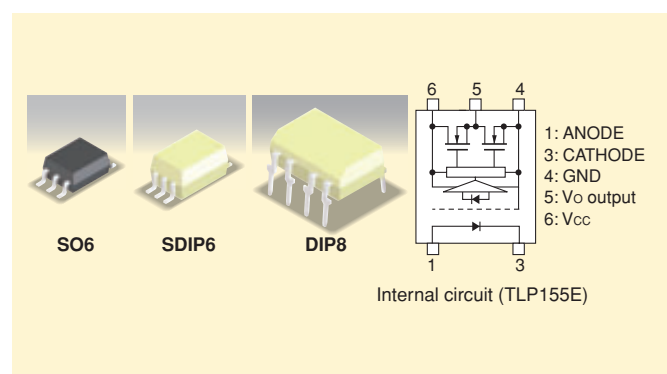 6 5 4
1: ANODE
3: CATHODE
4: GND
5: VO output
6: VCC
1 3
SO6
SDIP6
DIP8
Internal circuit (TLP155E)